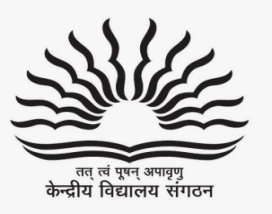 तत् त्वं पूषन् अपावृणु
केन्द्रीय विद्यालय संगठन